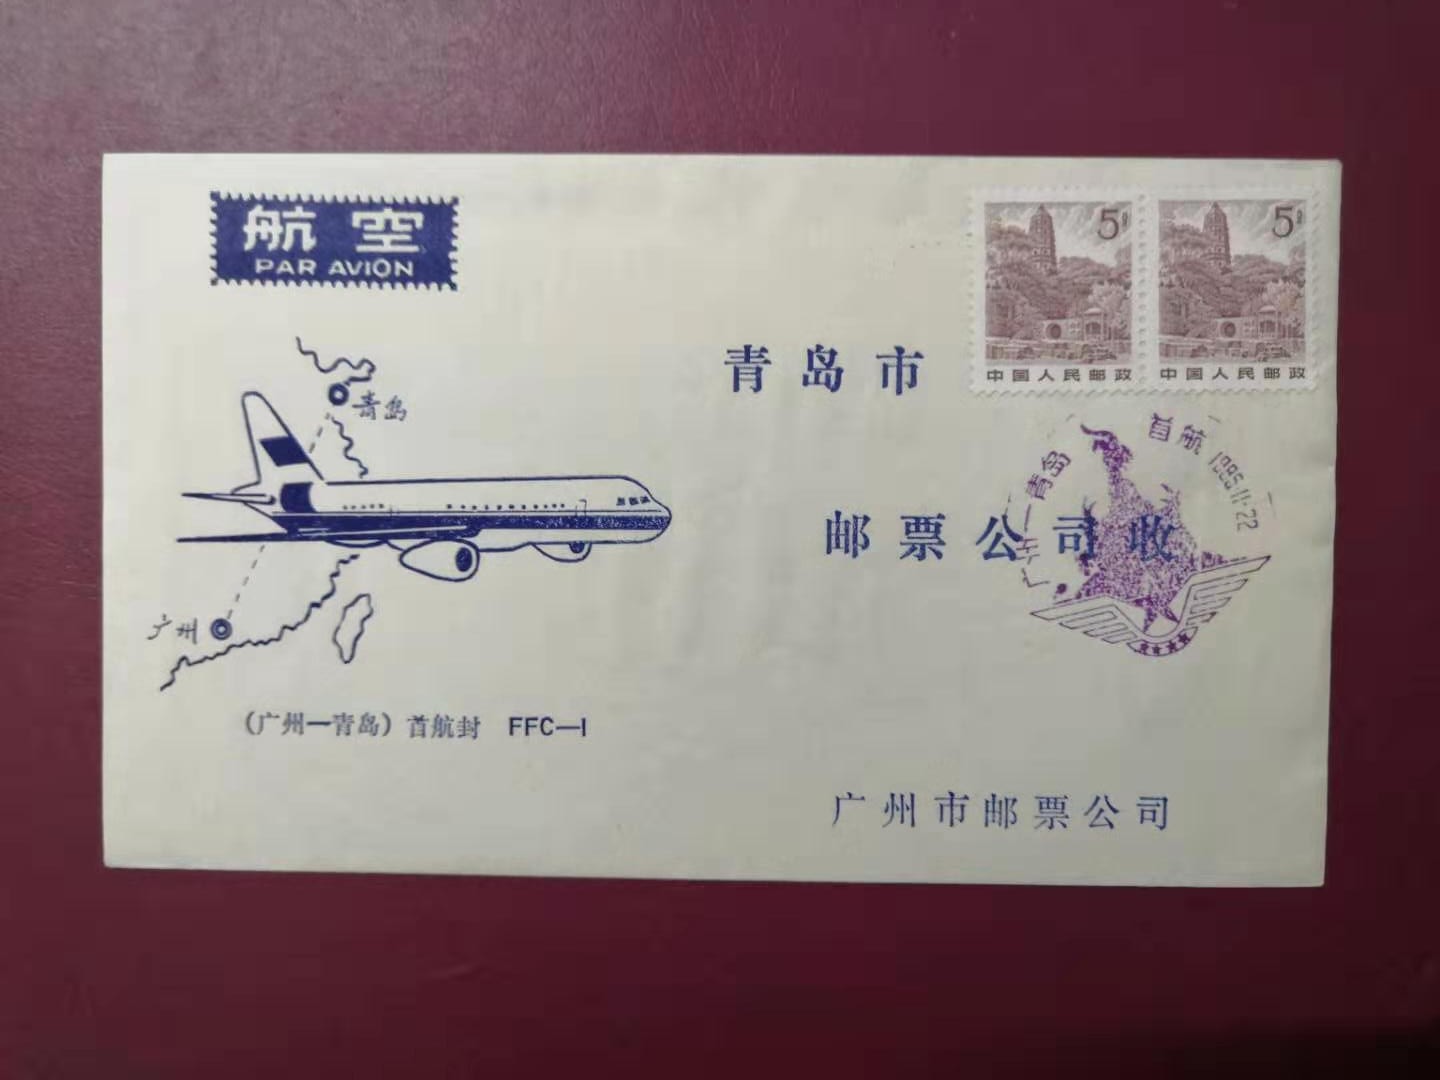 航空
PAR AVION
5分
中国人民邮政
5分
中国人民邮政
青岛市
邮票公司收
青岛
广州
广州—青岛 首航 1985.11.22
(广州—青岛)首航封 FFC—1
广州市邮票公司